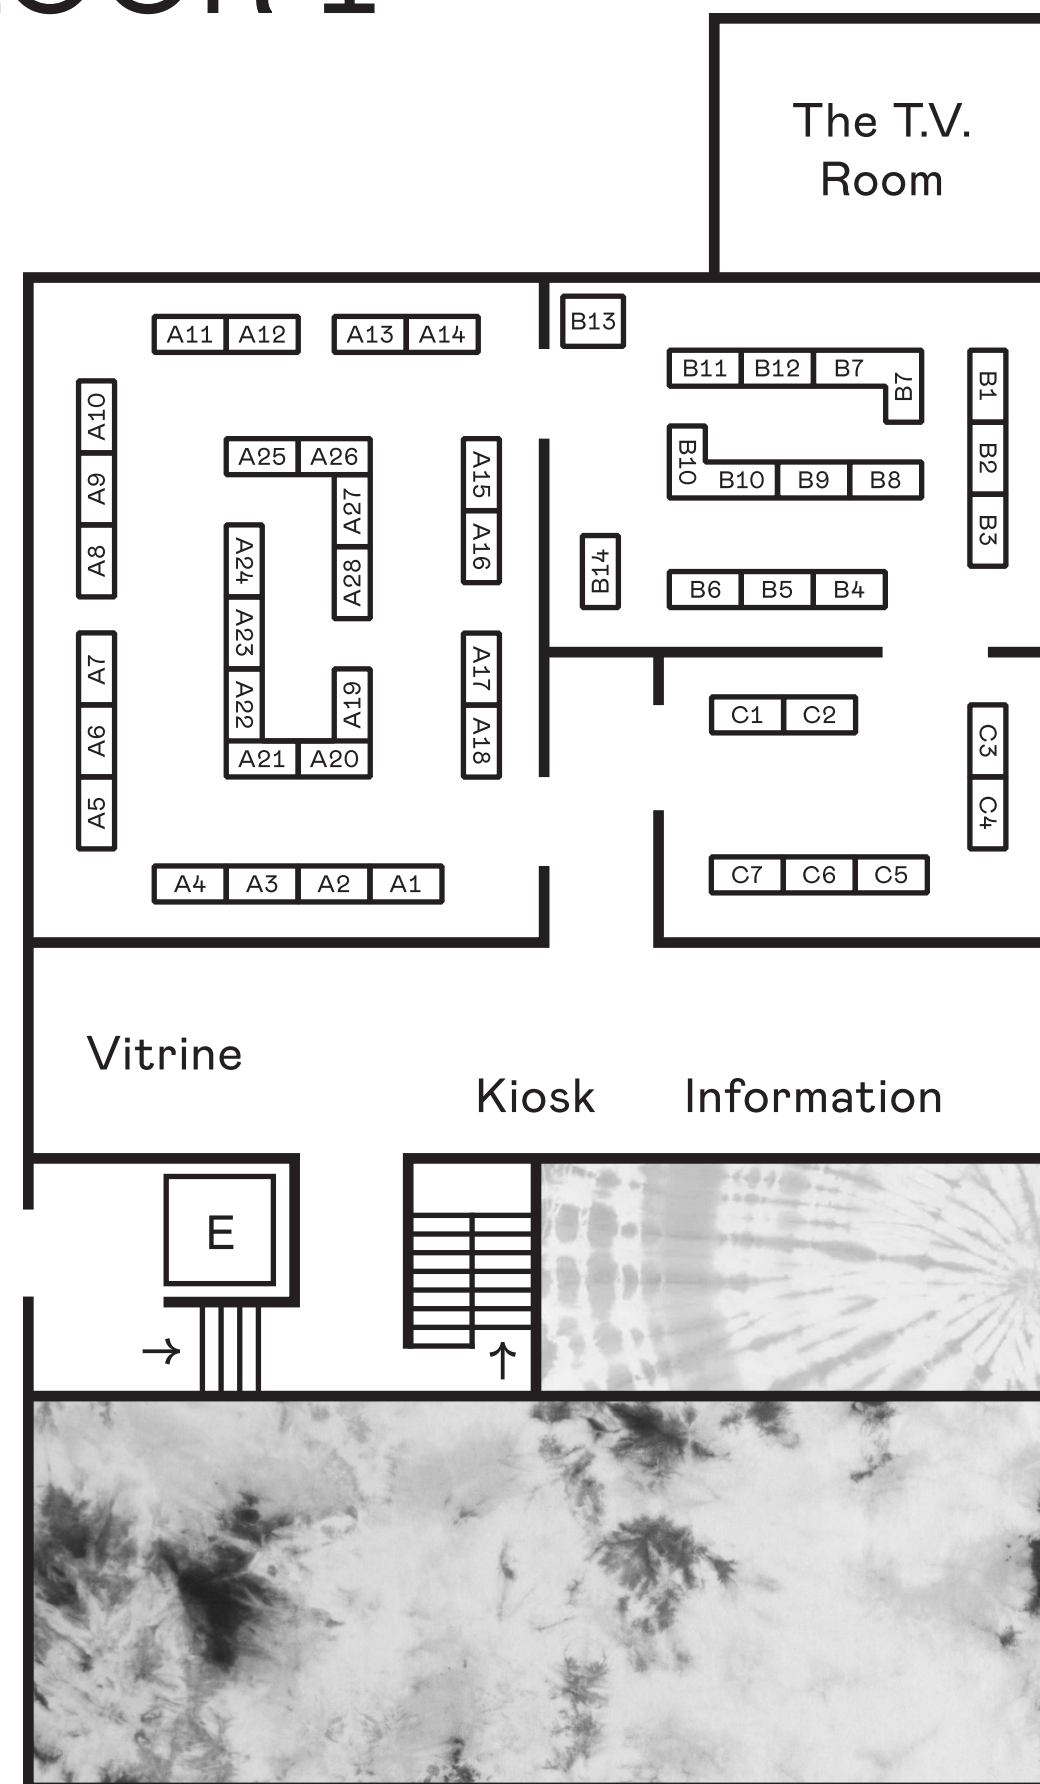 The T.V.
Room
A11 A12 A13 A14
B13
B11 B12 B7 B7
B1
B2
B3
A10
A9
A8
A25 A26
A27
A28
A15
A16
B10 B10 B9 B8
A24
A23
A22
B14
B6 B5 B4
A7
A6
A5
A19
A21 A20
A17
A18
C1 C2
C3
C4
A4 A3 A2 A1
C7 C6 C5
Vitrine
Kiosk Information
E